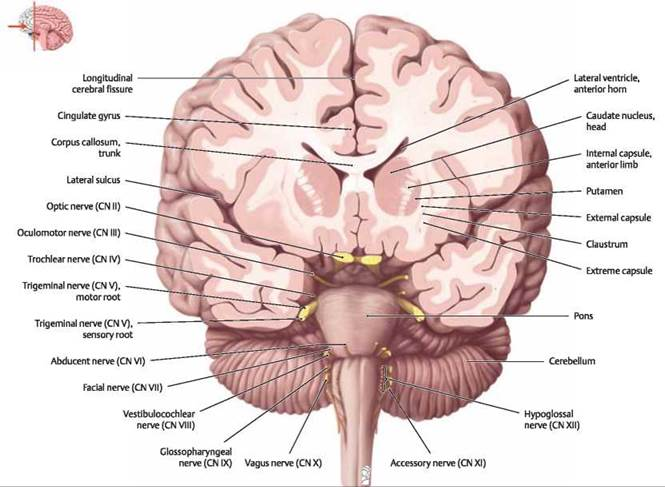 Longitudinal
cerebral fissure
Cingulate gyrus
Corpus callosum,
trunk
Lateral sulcus
Optic nerve (CN II)
Oculomotor nerve (CN III)
Trochlear nerve (CN IV)
Trigeminal nerve (CN V),
motor root
Trigeminal nerve (CN V),
sensory root
Abducent nerve (CN VI)
Facial nerve (CN VII)
Vestibulocochlear
nerve (CN VIII)
Glossopharyngeal
nerve (CN IX)
Vagus nerve (CN X)
Lateral ventricle,
anterior horn
Caudate nucleus,
head
Internal capsule,
anterior limb
Putamen
External capsule
Claustrum
Extreme capsule
Pons
Cerebellum
Hypoglossal
nerve (CN XII)
Accessory nerve (CN XI)